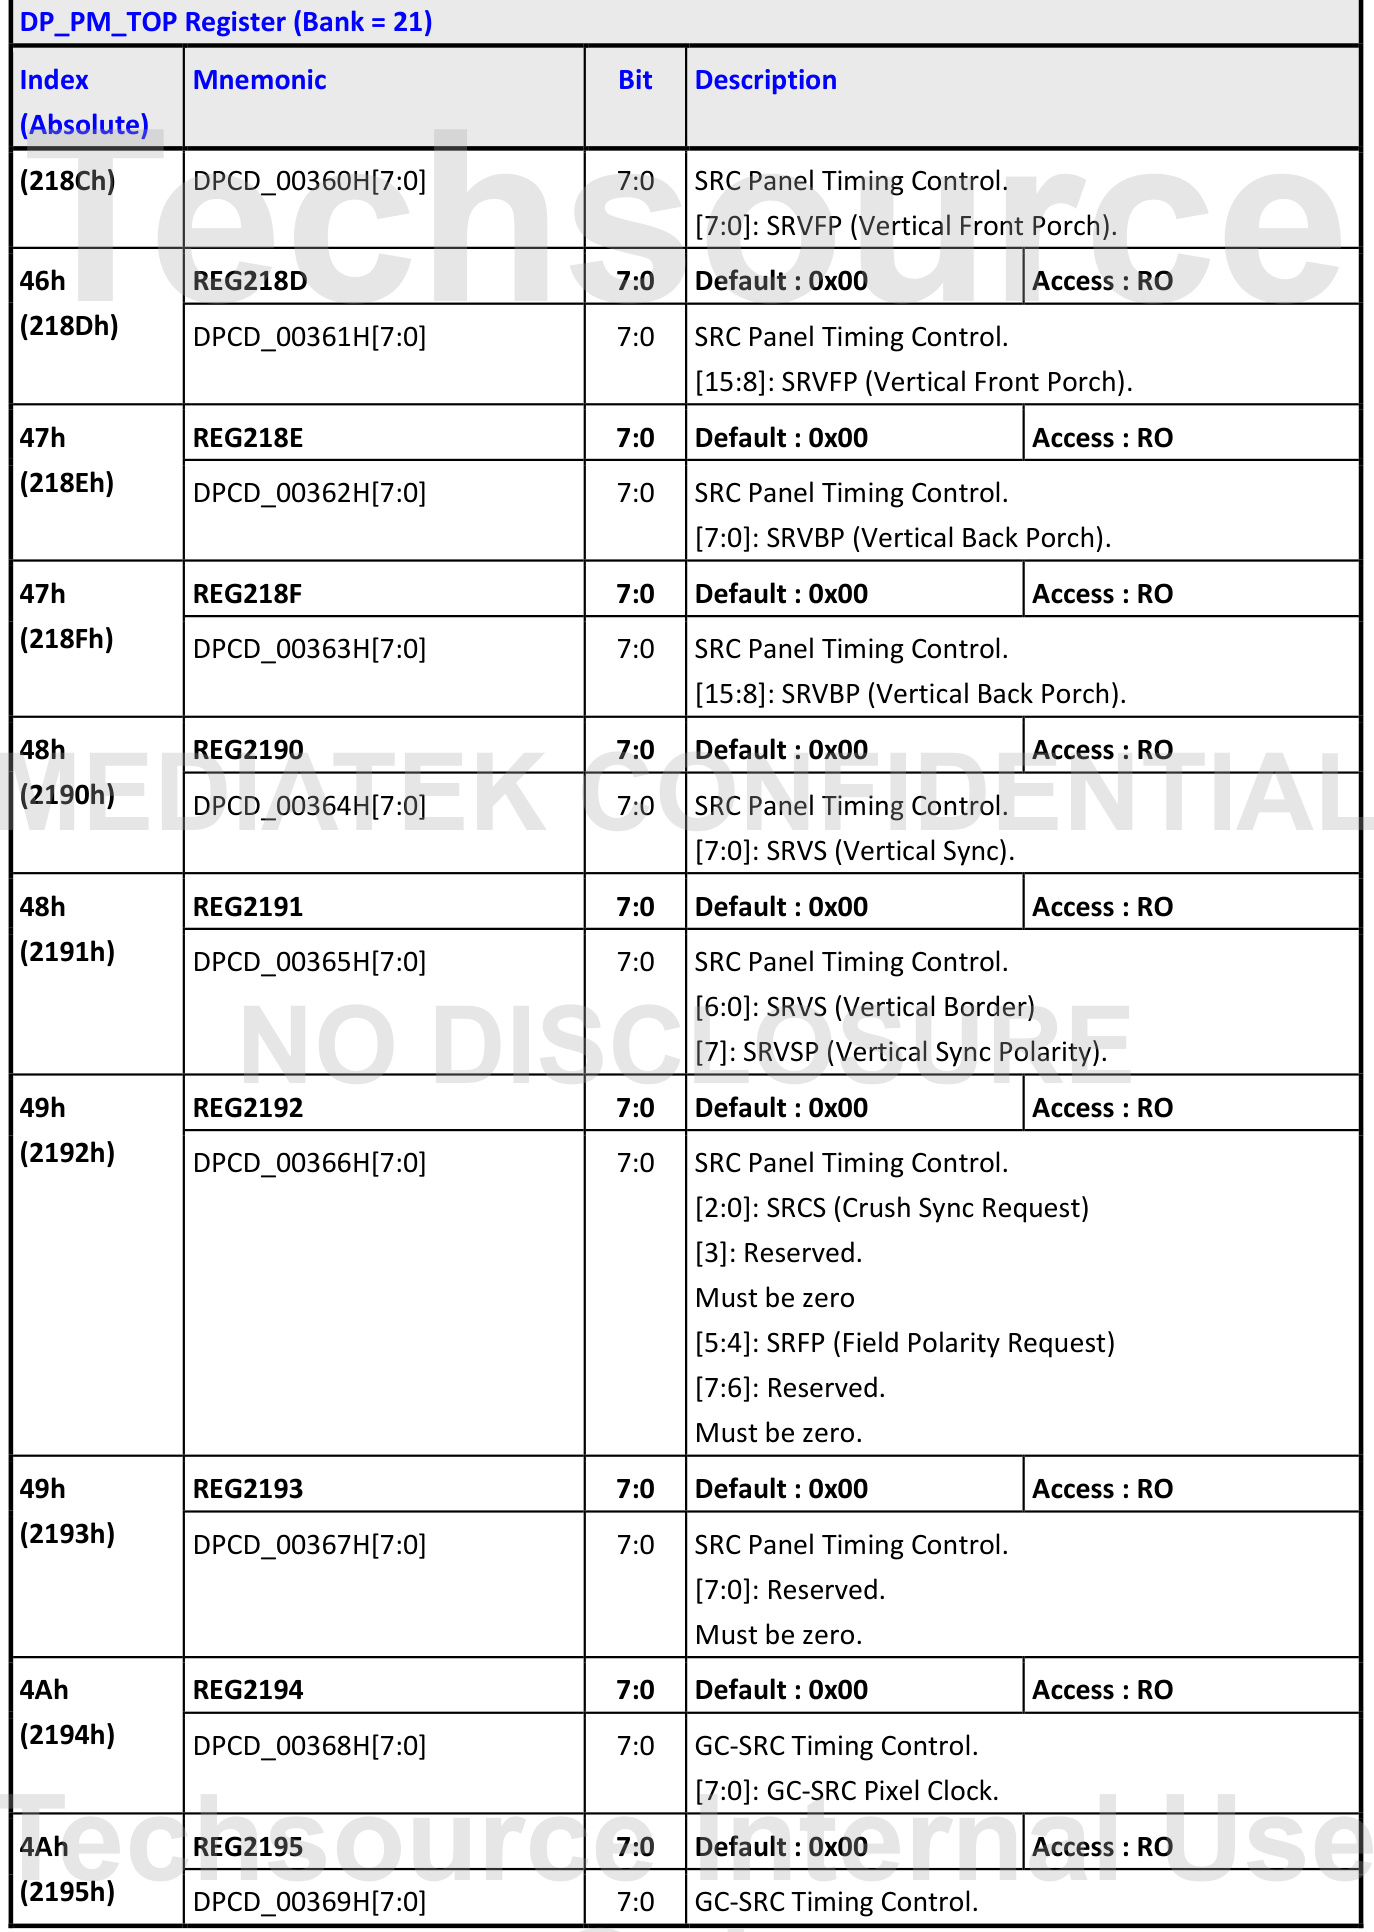 DP_PM_TOP Register (Bank = 21)
Index (Absolute) Mnemonic Bit Description
(218Ch) DPCD_00360H[7:0] 7:0 SRC Panel Timing Control.
[7:0]: SRVFP (Vertical Front Porch).
Techsource
46h (218Dh) REG218D 7:0 Default : 0x00 Access : RO
DPCD_00361H[7:0] 7:0 SRC Panel Timing Control.
[15:8]: SRVFP (Vertical Front Porch).
47h (218Eh) REG218E 7:0 Default : 0x00 Access : RO
DPCD_00362H[7:0] 7:0 SRC Panel Timing Control.
[7:0]: SRVBP (Vertical Back Porch).
47h (218Fh) REG218F 7:0 Default : 0x00 Access : RO
DPCD_00363H[7:0] 7:0 SRC Panel Timing Control.
[15:8]: SRVBP (Vertical Back Porch).
48h (2190h) REG2190 7:0 Default : 0x00 Access : RO
MEDIATEK CONFIDENTIAL
DPCD_00364H[7:0] 7:0 SRC Panel Timing Control.
[7:0]: SRVS (Vertical Sync).
48h (2191h) REG2191 7:0 Default : 0x00 Access : RO
DPCD_00365H[7:0] 7:0 SRC Panel Timing Control.
[6:0]: SRVS (Vertical Border)
NO DISCLOSURE
[7]: SRVSP (Vertical Sync Polarity).
49h (2192h) REG2192 7:0 Default : 0x00 Access : RO
DPCD_00366H[7:0] 7:0 SRC Panel Timing Control.
[2:0]: SRCS (Crush Sync Request)
[3]: Reserved.
Must be zero
[5:4]: SRFP (Field Polarity Request)
[7:6]: Reserved.
Must be zero.
49h (2193h) REG2193 7:0 Default : 0x00 Access : RO
DPCD_00367H[7:0] 7:0 SRC Panel Timing Control.
[7:0]: Reserved.
Must be zero.
4Ah (2194h) REG2194 7:0 Default : 0x00 Access : RO
DPCD_00368H[7:0] 7:0 GC-SRC Timing Control.
[7:0]: GC-SRC Pixel Clock.
Techsource Internal Use
4Ah (2195h) REG2195 7:0 Default : 0x00 Access : RO
DPCD_00369H[7:0] 7:0 GC-SRC Timing Control.